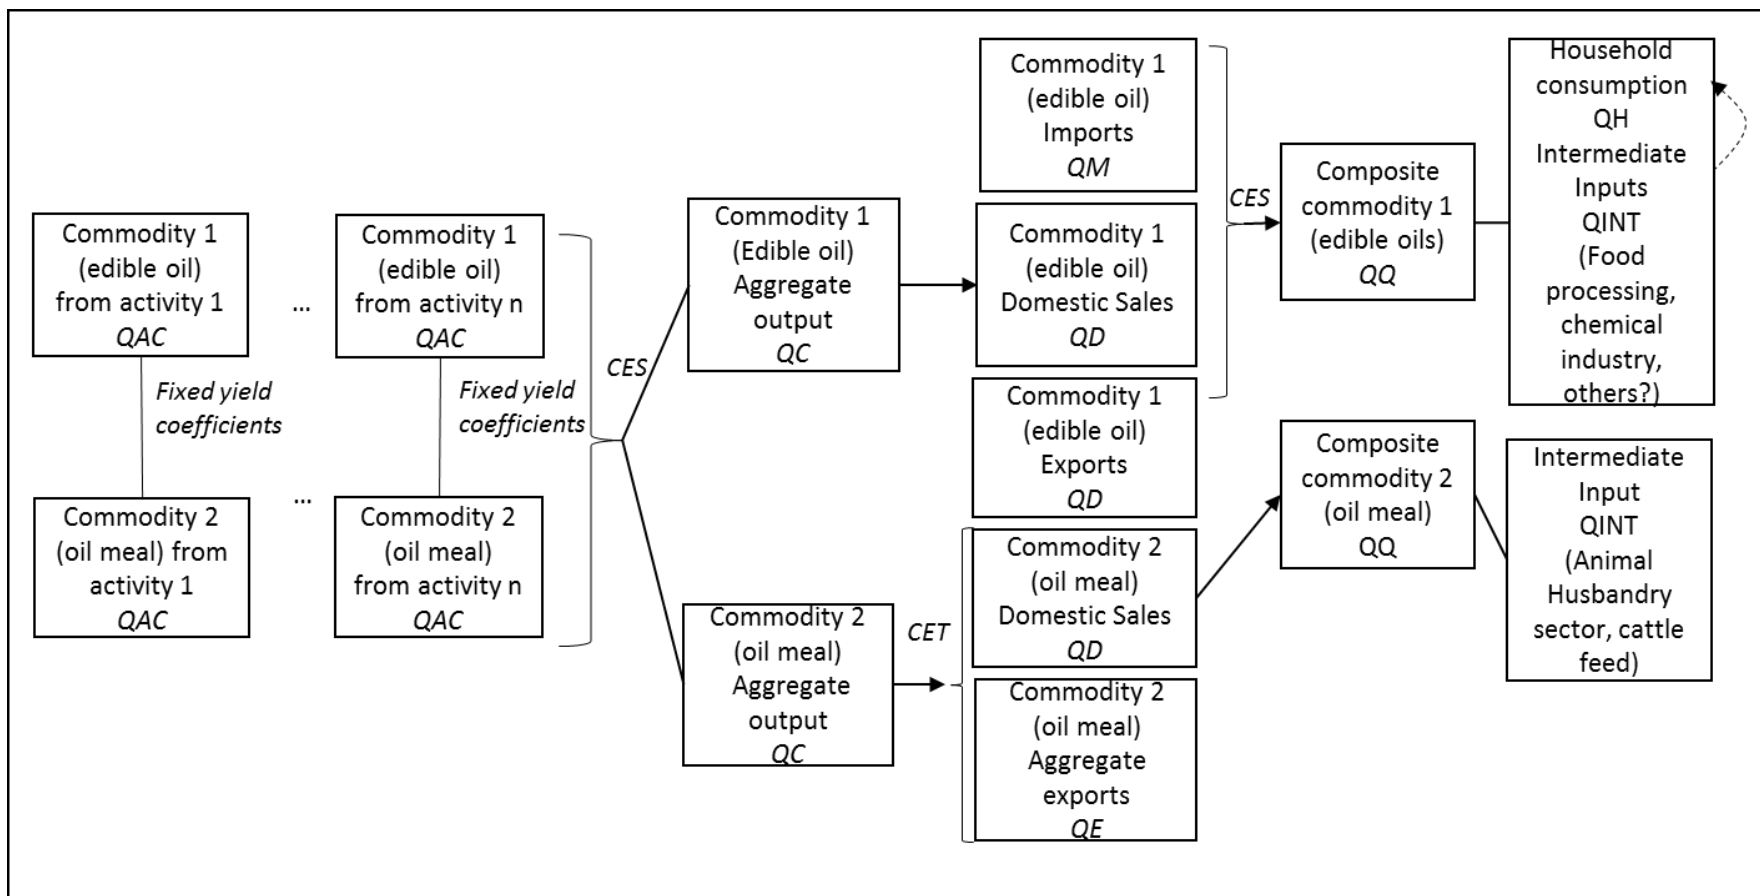 Commodity 1
(edible oil)
from activity 1
QAC
...
Commodity 1
(edible oil)
from activity n
QAC
Fixed yield
coefficients
Fixed yield
coefficients
Commodity 2
(oil meal) from
activity 1
QAC
...
Commodity 2
(oil meal)
from activity n
QAC
CES
Commodity 1
(Edible oil)
Aggregate
output
QC
Commodity 2
(oil meal)
Aggregate
output
QC
CET
Commodity 1
(edible oil)
Imports
QM
Commodity 1
(edible oil)
Domestic Sales
QD
Commodity 1
(edible oil)
Exports
QD
Commodity 2
(oil meal)
Domestic Sales
QD
Commodity 2
(oil meal)
Aggregate
exports
QE
CES
Composite
commodity 1
(edible oils)
QQ
Composite
commodity 2
(oil meal)
QQ
Household
consumption
QH
Intermediate
Inputs
QINT
(Food
processing,
chemical
industry,
others?)
Intermediate
Input
QINT
(Animal
Husbandry
sector, cattle
feed)